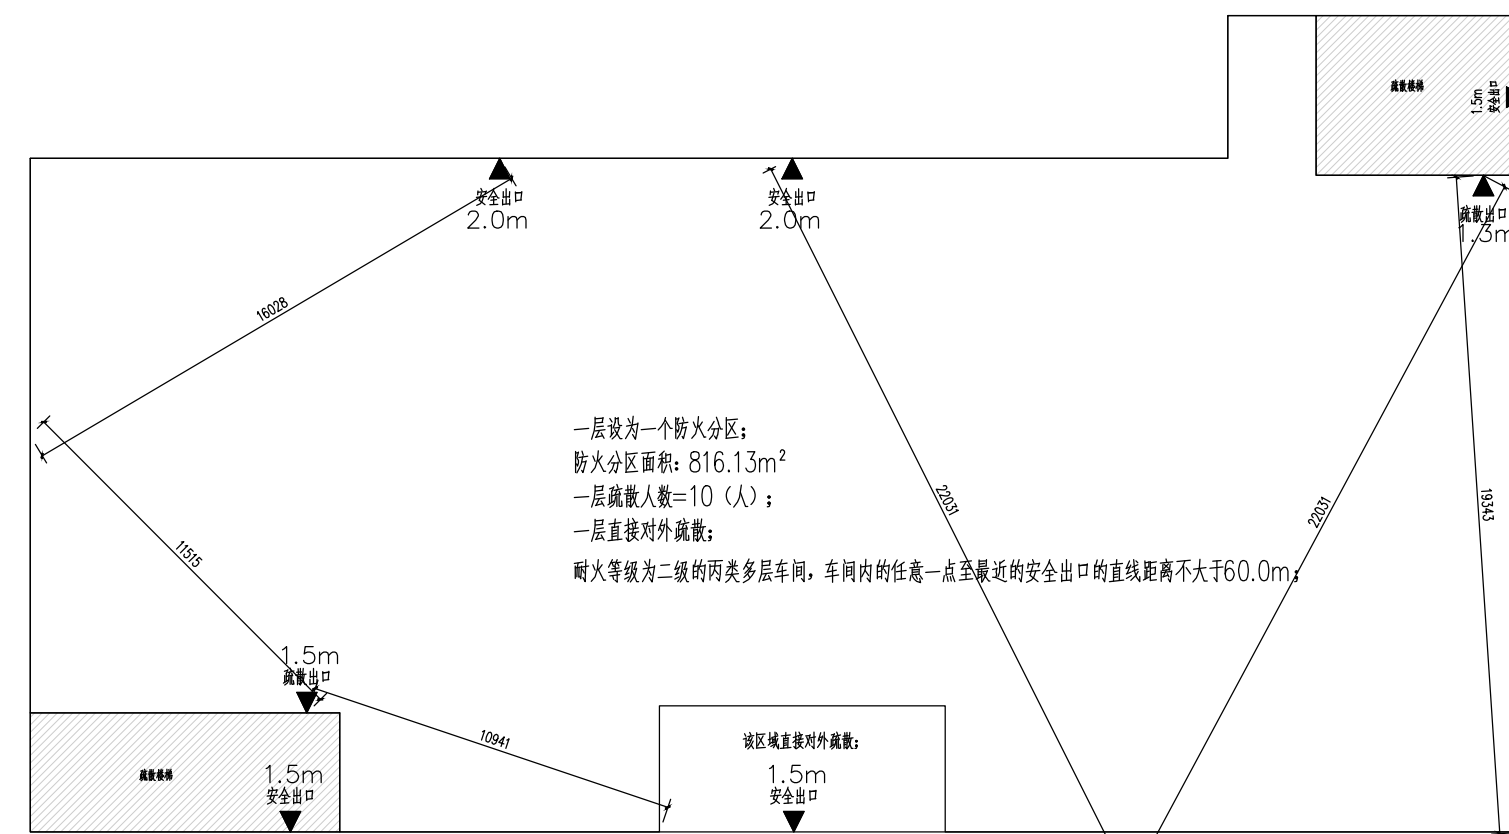 疏散楼梯
1.5m
安全出口
安全出口
2.0m
安全出口
2.0m
疏散出口
1.3m
16028
一层设为一个防火分区；
防火分区面积：816.13m²
一层疏散人数=10（人）；
一层直接对外疏散；
耐火等级为二级的丙类多层车间，车间内的任意一点至最近的安全出口的直线距离不大于60.0m；
22031
22031
19343
11515
1.5m
疏散出口
10941
该区域直接对外疏散；
疏散楼梯
1.5m
安全出口
1.5m
安全出口